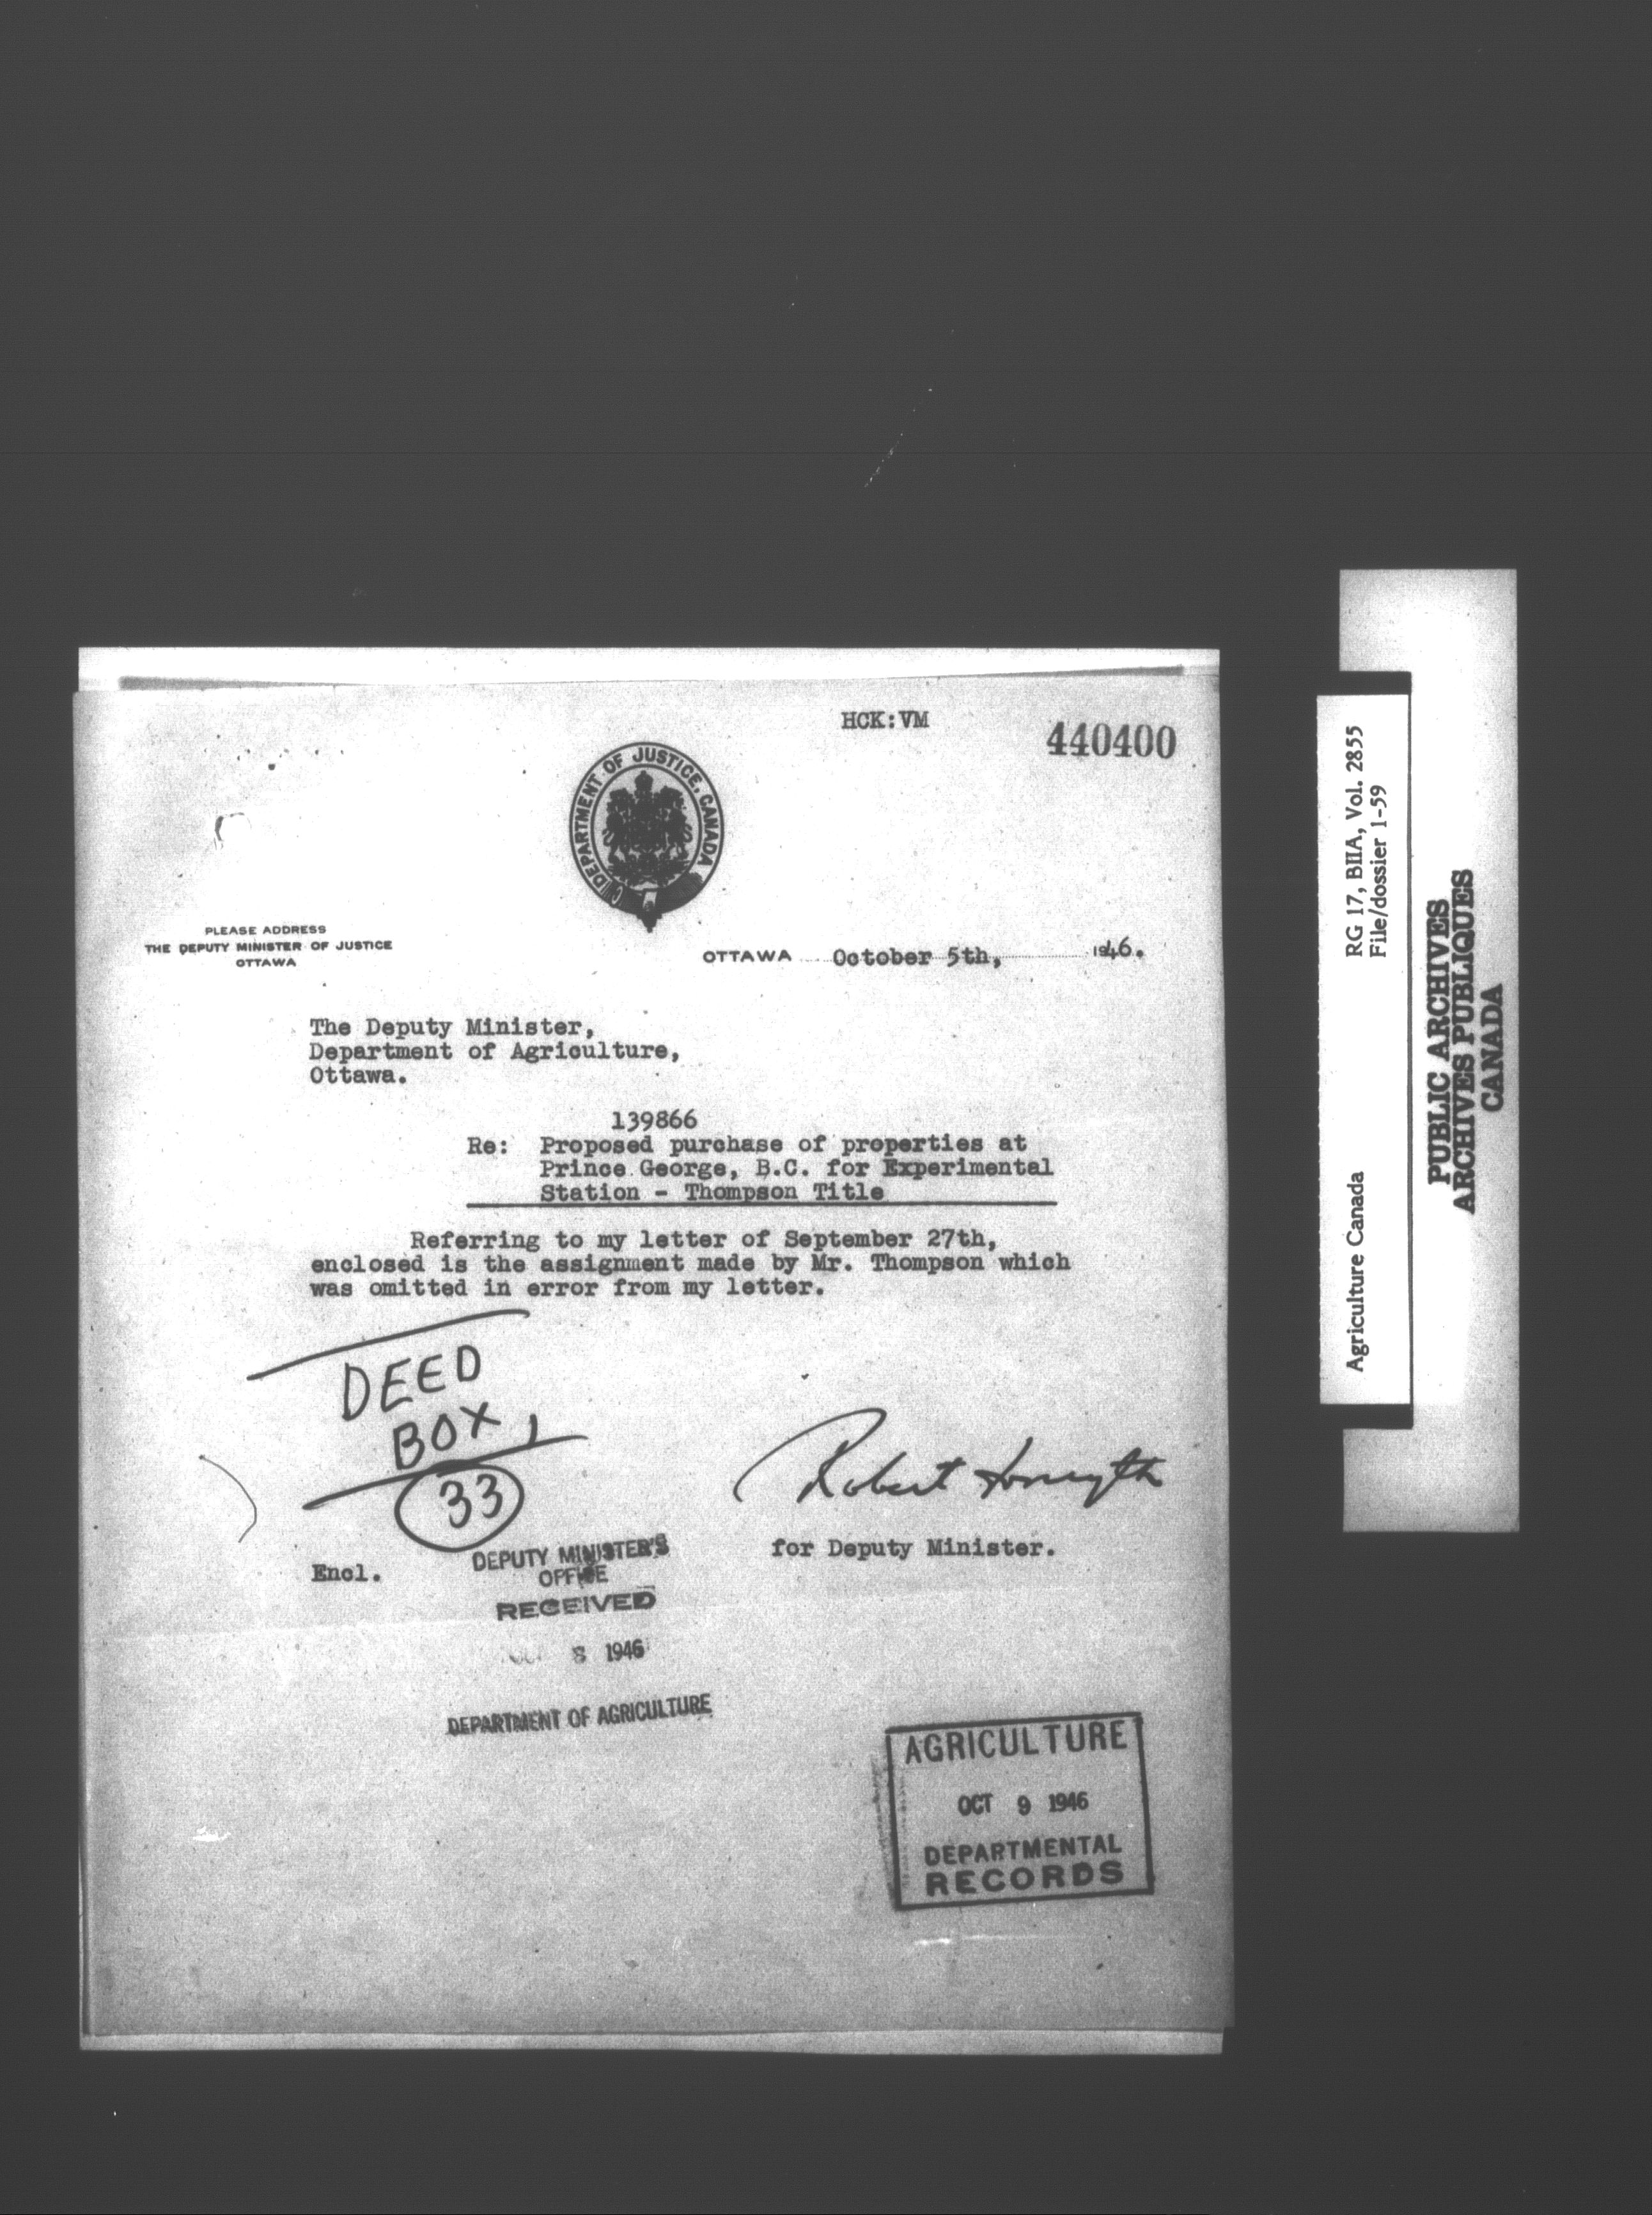 HCK:VM
440400
DEPARTMENT OF JUSTICE, CANADA
PLEASE ADDRESS
THE DEPUTY MINISTER OF JUSTICE
OTTAWA
OTTAWA October 5th, 1946.
The Deputy Minister,
Department of Agriculture,
Ottawa.
139866
Re: Proposed purchase of properties at
Prince George, B.C. for Experimental
Station - Thompson Title
Referring to my letter of September 27th,
enclosed is the assignment made by Mr. Thompson which
was omitted in error from my letter.
DEED
BOX,
33
Robert Forsyth
for Deputy Minister.
Encl.
DEPUTY MINISTER'S
OFFICE
RECEIVED
8 1946
DEPARTMENT OF AGRICULTURE
AGRICULTURE
OCT 9 1946
DEPARTMENTAL
RECORDS
Agriculture Canada RG 17, BIIA, Vol. 2855
File/dossier 1-59
PUBLIC ARCHIVES
ARCHIVES PUBLIQUES
CANADA